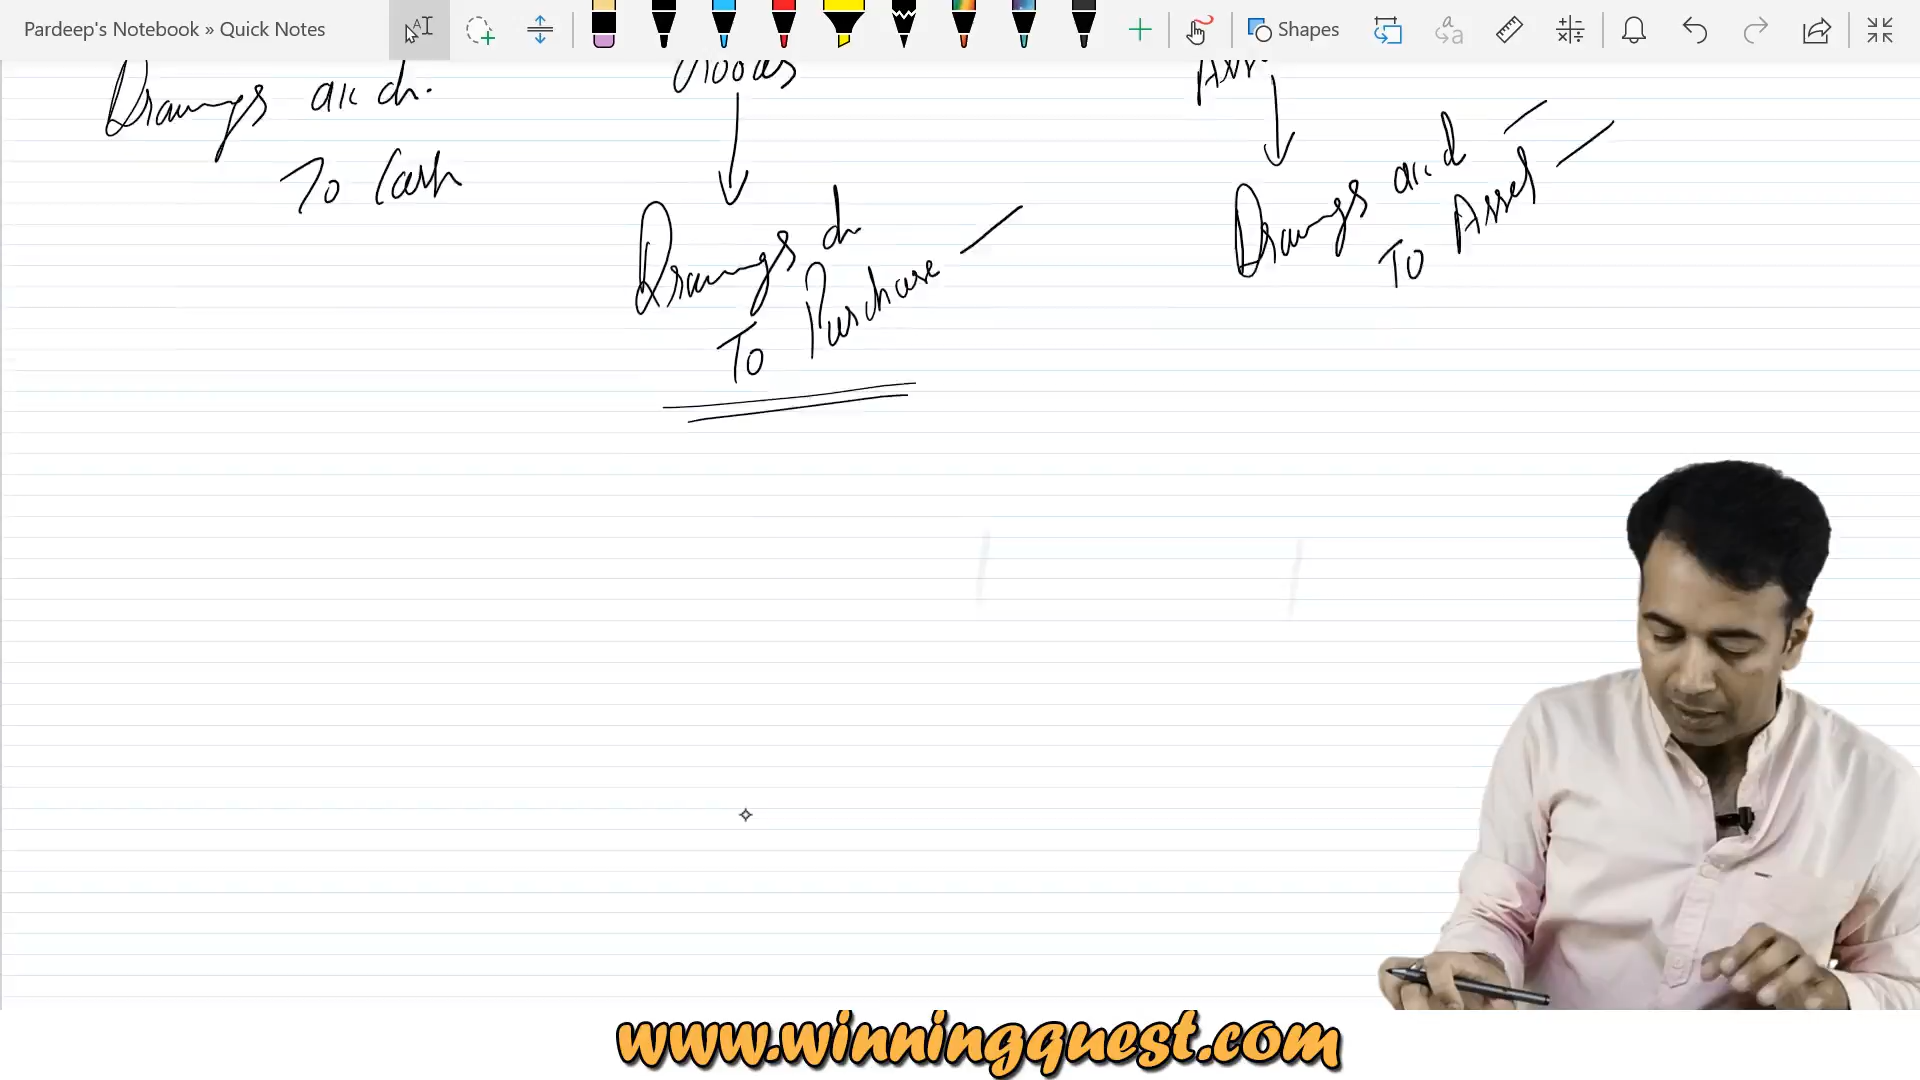 Pardeep's Notebook » Quick Notes
Shapes
Drawings a/c dr.
To Cash
Goods
Drawings dr
To Purchase —
Drawings a/c d —
To Asset —
www.winningquest.com